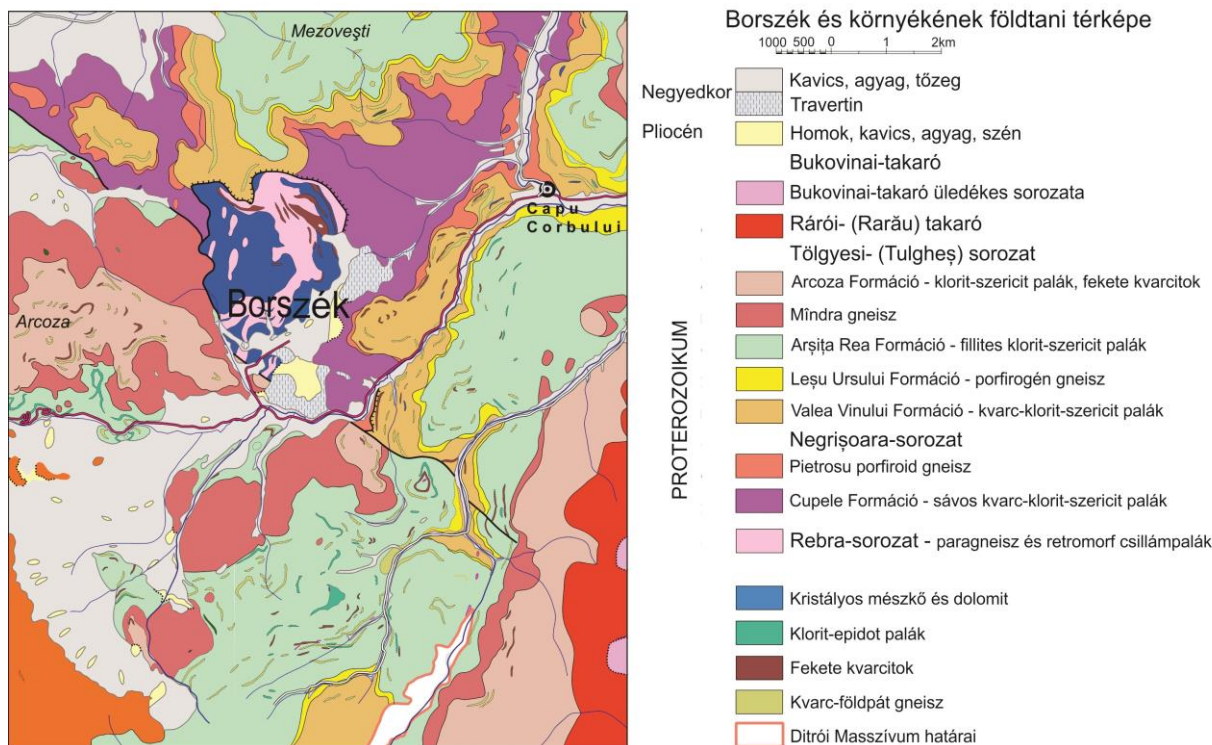 Borszék és környékének földtani térképe
1000 500 0 1 2km
Negyedkor
Kavics, agyag, tőzeg
Travertin
Pliocén
Homok, kavics, agyag, szén
Bukovinai-takaró
Bukovinai-takaró üledékes sorozata
Rárói- (Rarău) takaró
Tölgyesi- (Tulgheș) sorozat
PROTEROZOIKUM
Arcoza Formáció - klorit-szericit palák, fekete kvarcitok
Mîndra gneisz
Arșița Rea Formáció - fillites klorit-szericit palák
Leșu Ursului Formáció - porfirogén gneisz
Valea Vinului Formáció - kvarc-klorit-szericit palák
Negrișoara-sorozat
Pietrosu porfiroid gneisz
Cupele Formáció - sávos kvarc-klorit-szericit palák
Rebra-sorozat - paragneisz és retromorf csillámpalák
Kristályos mészkő és dolomit
Klorit-epidot palák
Fekete kvarcitok
Kvarc-földpát gneisz
Ditrói Masszívum határai
Mezovești
Capu
Corbului
Borszék
Arcoza